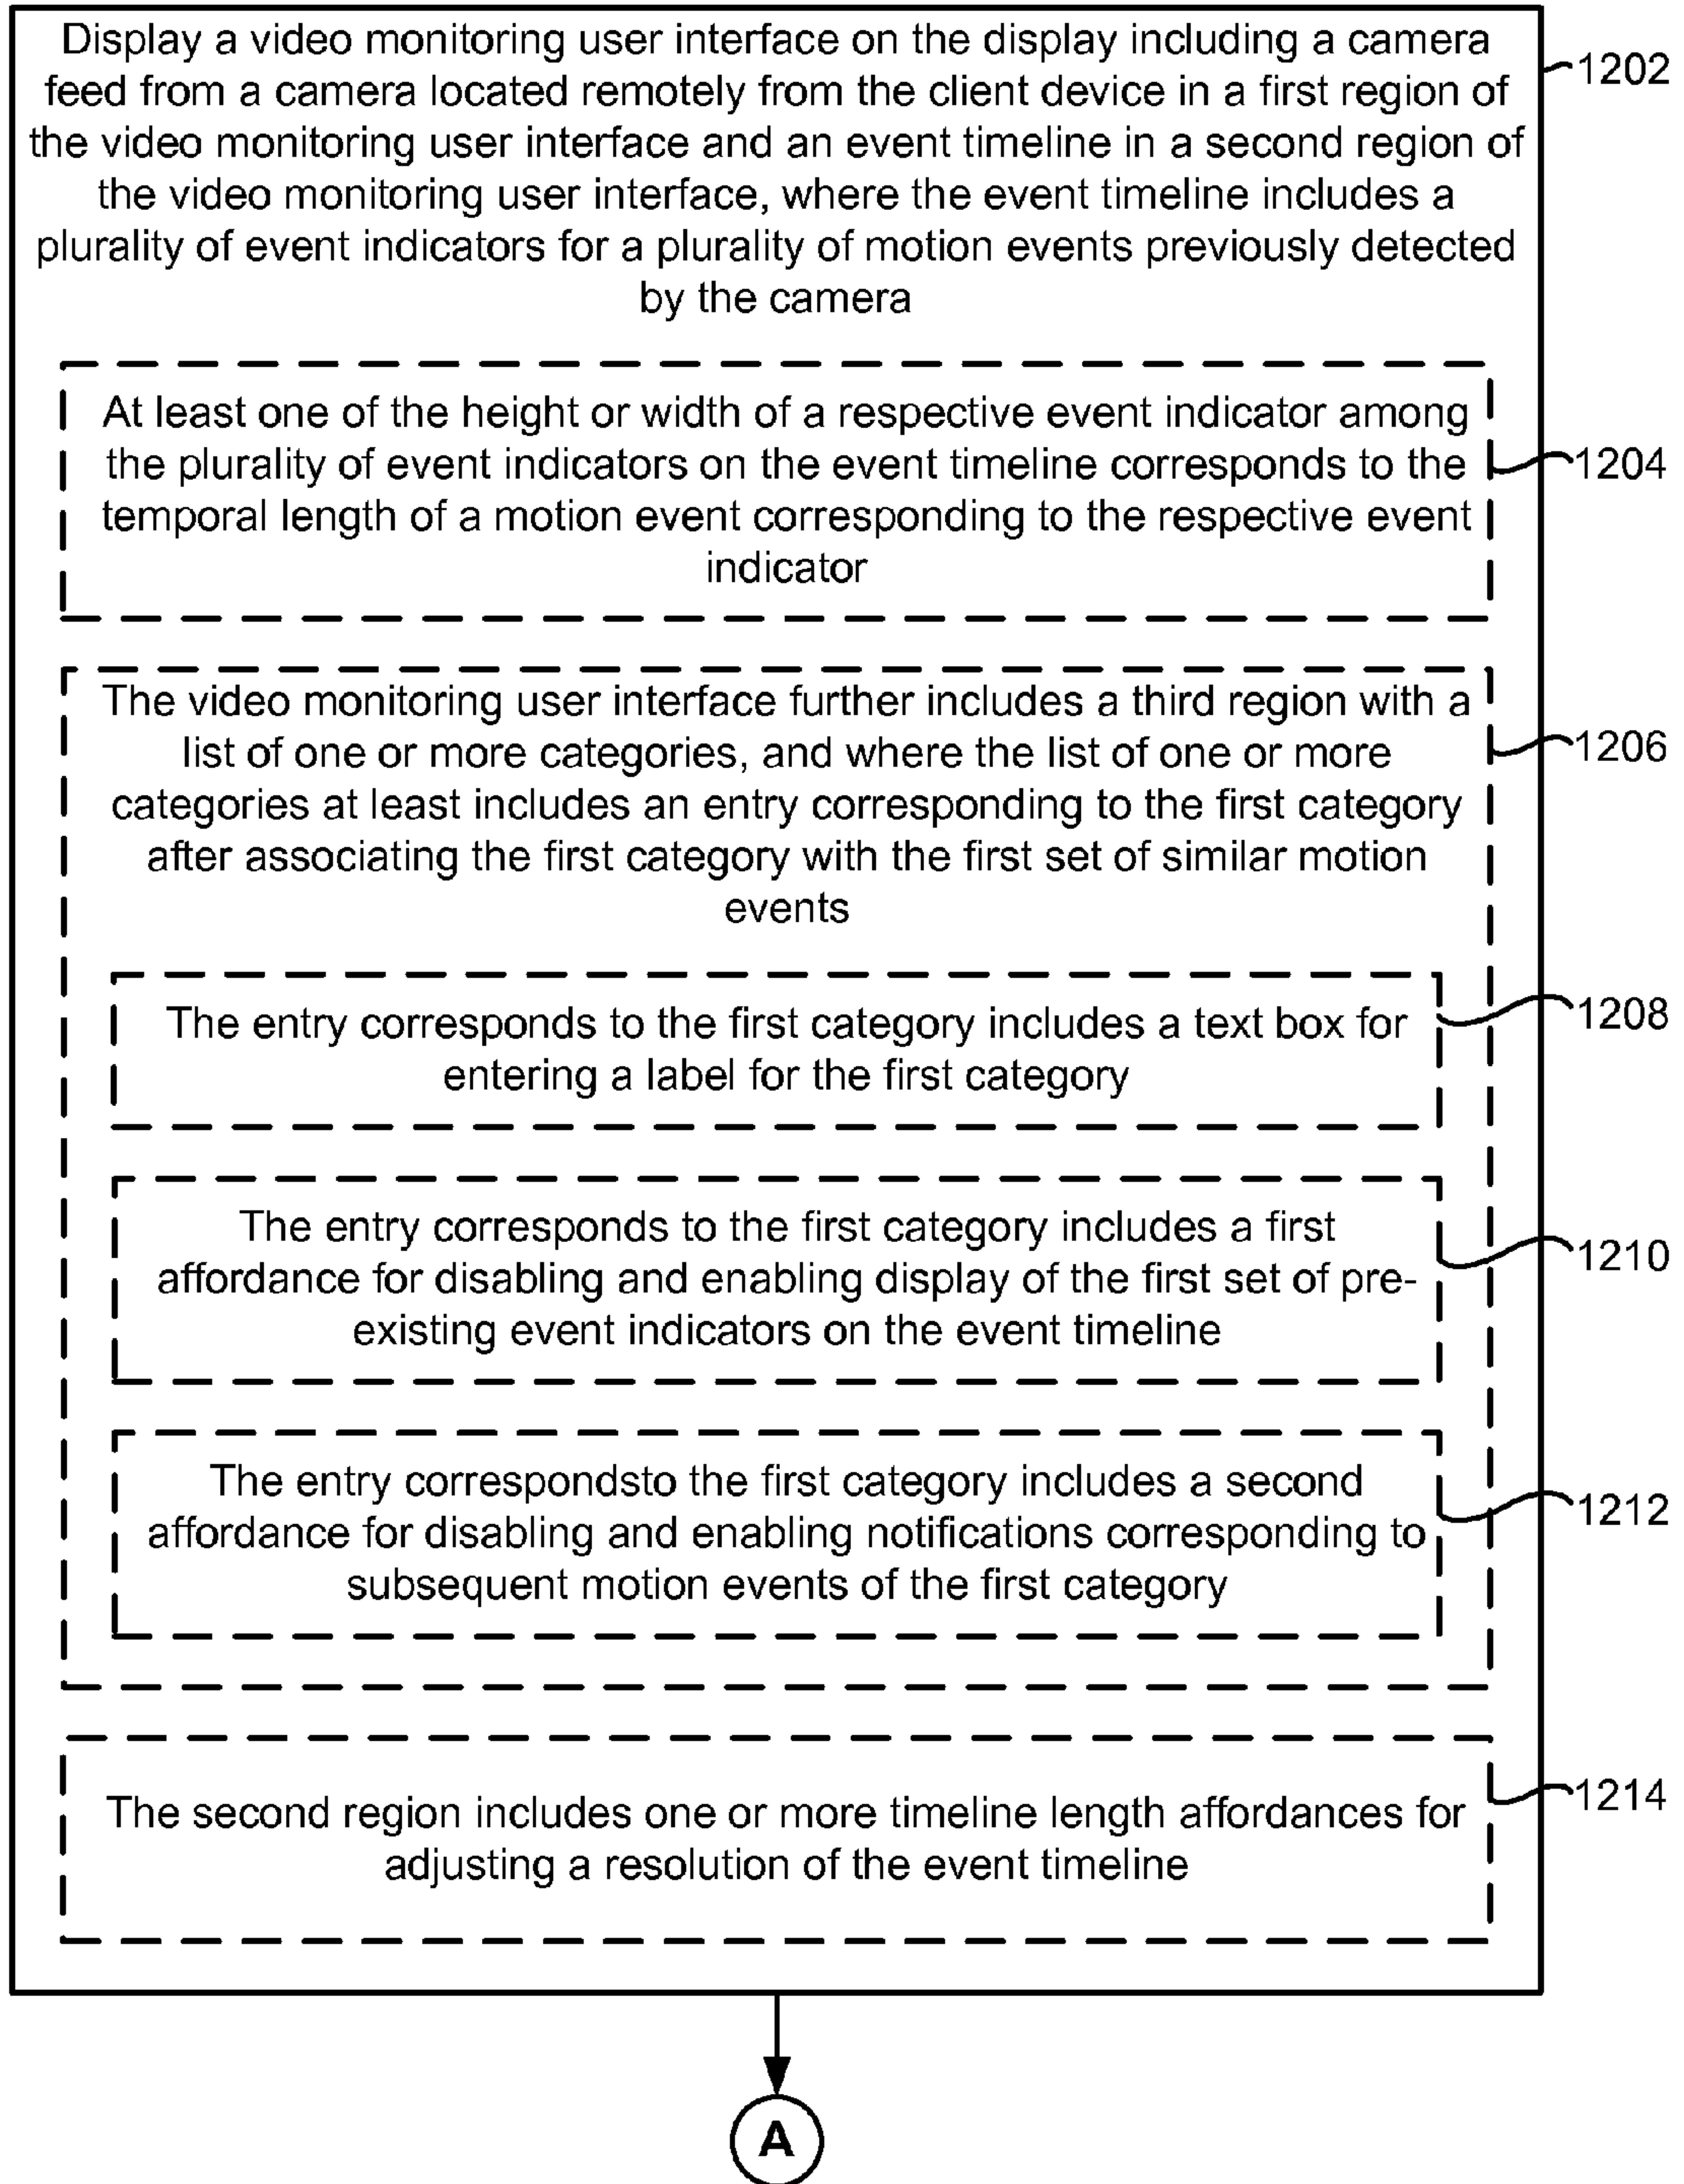 Display a video monitoring user interface on the display including a camera
feed from a camera located remotely from the client device in a first region of
the video monitoring user interface and an event timeline in a second region of
the video monitoring user interface, where the event timeline includes a
plurality of event indicators for a plurality of motion events previously detected
by the camera
1202
At least one of the height or width of a respective event indicator among
the plurality of event indicators on the event timeline corresponds to the
temporal length of a motion event corresponding to the respective event
indicator
1204
The video monitoring user interface further includes a third region with a
list of one or more categories, and where the list of one or more
categories at least includes an entry corresponding to the first category
after associating the first category with the first set of similar motion
events
1206
The entry corresponds to the first category includes a text box for
entering a label for the first category
1208
The entry corresponds to the first category includes a first
affordance for disabling and enabling display of the first set of pre-
existing event indicators on the event timeline
1210
The entry correspondsto the first category includes a second
affordance for disabling and enabling notifications corresponding to
subsequent motion events of the first category
1212
The second region includes one or more timeline length affordances for
adjusting a resolution of the event timeline
1214
A